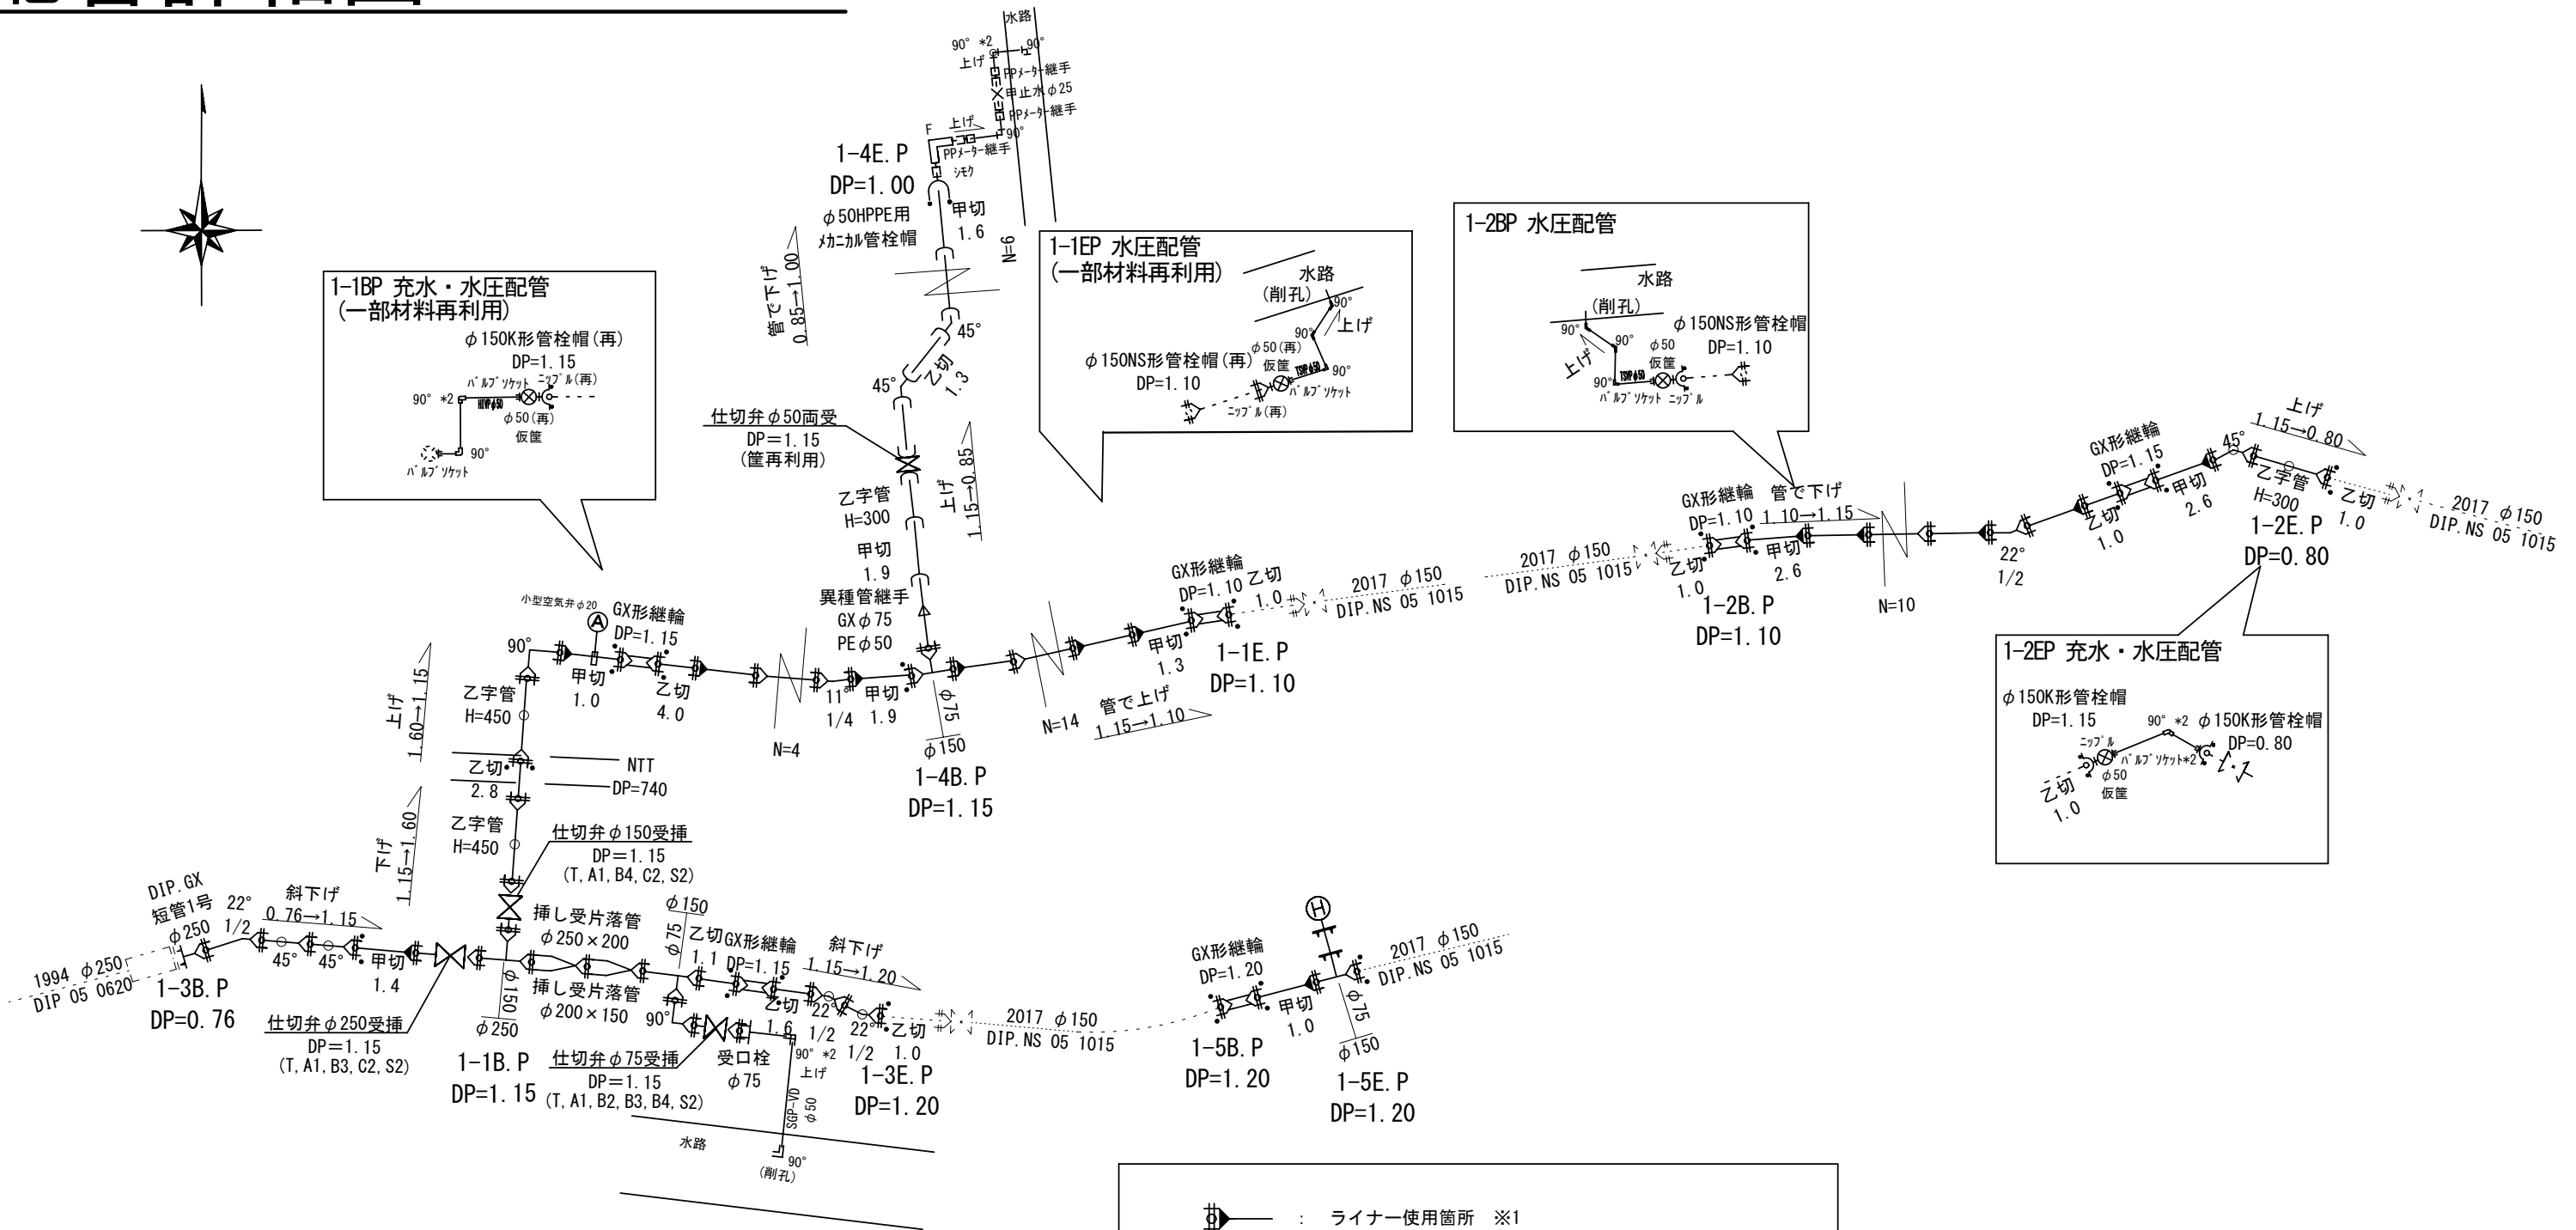 水路
90° *2
90°
上げ
PPメーター継手
甲止水φ25
PPメーター継手
90°
F
上げ
PPメーター継手
シモク
1-4E.P
DP=1.00
φ50HPPE用
メカニカル管栓帽
甲切
1.6
N=6
管で下げ
0.85→1.00
45°
乙切
1.3
45°
仕切弁φ50両受
DP=1.15
(筐再利用)
上げ
1.15→0.85
乙字管
H=300
甲切
1.9
異種管継手
GXφ75
PEφ50
1-1BP 充水・水圧配管
(一部材料再利用)
φ150K形管栓帽(再)
DP=1.15
バルブソケット
ニップル(再)
90° *2
HIVPφ50
φ50(再)
仮筐
90°
バルブソケット
1-1EP 水圧配管
(一部材料再利用)
水路
(削孔)
90°
上げ
90°
φ150NS形管栓帽(再)
DP=1.10
φ50(再)
仮筐
TSVPφ50
90°
バルブソケット
ニップル(再)
1-2BP 水圧配管
水路
(削孔)
90°
90°
上げ
φ150NS形管栓帽
DP=1.10
φ50
仮筐
90°
TSVPφ50
バルブソケット
ニップル
上げ
1.15→0.80
GX形継輪
DP=1.15
45°
甲切
2.6
乙切
1.0
乙字管
H=300
乙切
1.0
2017 φ150
DIP.NS 05 1015
1-2E.P
DP=0.80
22°
1/2
N=10
GX形継輪
DP=1.10
管で下げ
1.10→1.15
甲切
2.6
乙切
1.0
1-2B.P
DP=1.10
2017 φ150
DIP.NS 05 1015
2017 φ150
DIP.NS 05 1015
GX形継輪
DP=1.10
乙切
1.0
甲切
1.3
1-1E.P
DP=1.10
N=14
管で上げ
1.15→1.10
φ75
φ150
1-4B.P
DP=1.15
小型空気弁φ20
A
GX形継輪
DP=1.15
90°
甲切
1.0
乙切
4.0
N=4
11°
1/4
甲切
1.9
上げ
1.60→1.15
乙字管
H=450
NTT
DP=740
乙切
2.8
下げ
1.15→1.60
乙字管
H=450
仕切弁φ150受挿
DP=1.15
(T,A1,B4,C2,S2)
1-2EP 充水・水圧配管
φ150K形管栓帽
DP=1.15
90° *2
φ150K形管栓帽
DP=0.80
ニップル
バルブソケット*2
φ50
仮筐
乙切
1.0
DIP.GX
短管1号
φ250
22°
1/2
斜下げ
0.76→1.15
45°
45°
甲切
1.4
1994 φ250
DIP 05 0620
1-3B.P
DP=0.76
仕切弁φ250受挿
DP=1.15
(T,A1,B3,C2,S2)
φ150
φ250
1-1B.P
DP=1.15
挿し受片落管
φ250×200
挿し受片落管
φ200×150
φ150
φ75
乙切
1.1
GX形継輪
DP=1.15
斜下げ
1.15→1.20
乙切
1.6
22°
1/2
22°
1/2
乙切
1.0
90°
仕切弁φ75受挿
DP=1.15
(T,A1,B2,B3,B4,S2)
受口栓
φ75
90° *2
上げ
SGP-VD
φ50
1-3E.P
DP=1.20
水路
90°
(削孔)
2017 φ150
DIP.NS 05 1015
H
GX形継輪
DP=1.20
甲切
1.0
2017 φ150
DIP.NS 05 1015
φ75
φ150
1-5B.P
DP=1.20
1-5E.P
DP=1.20
: ライナー使用箇所 ※1